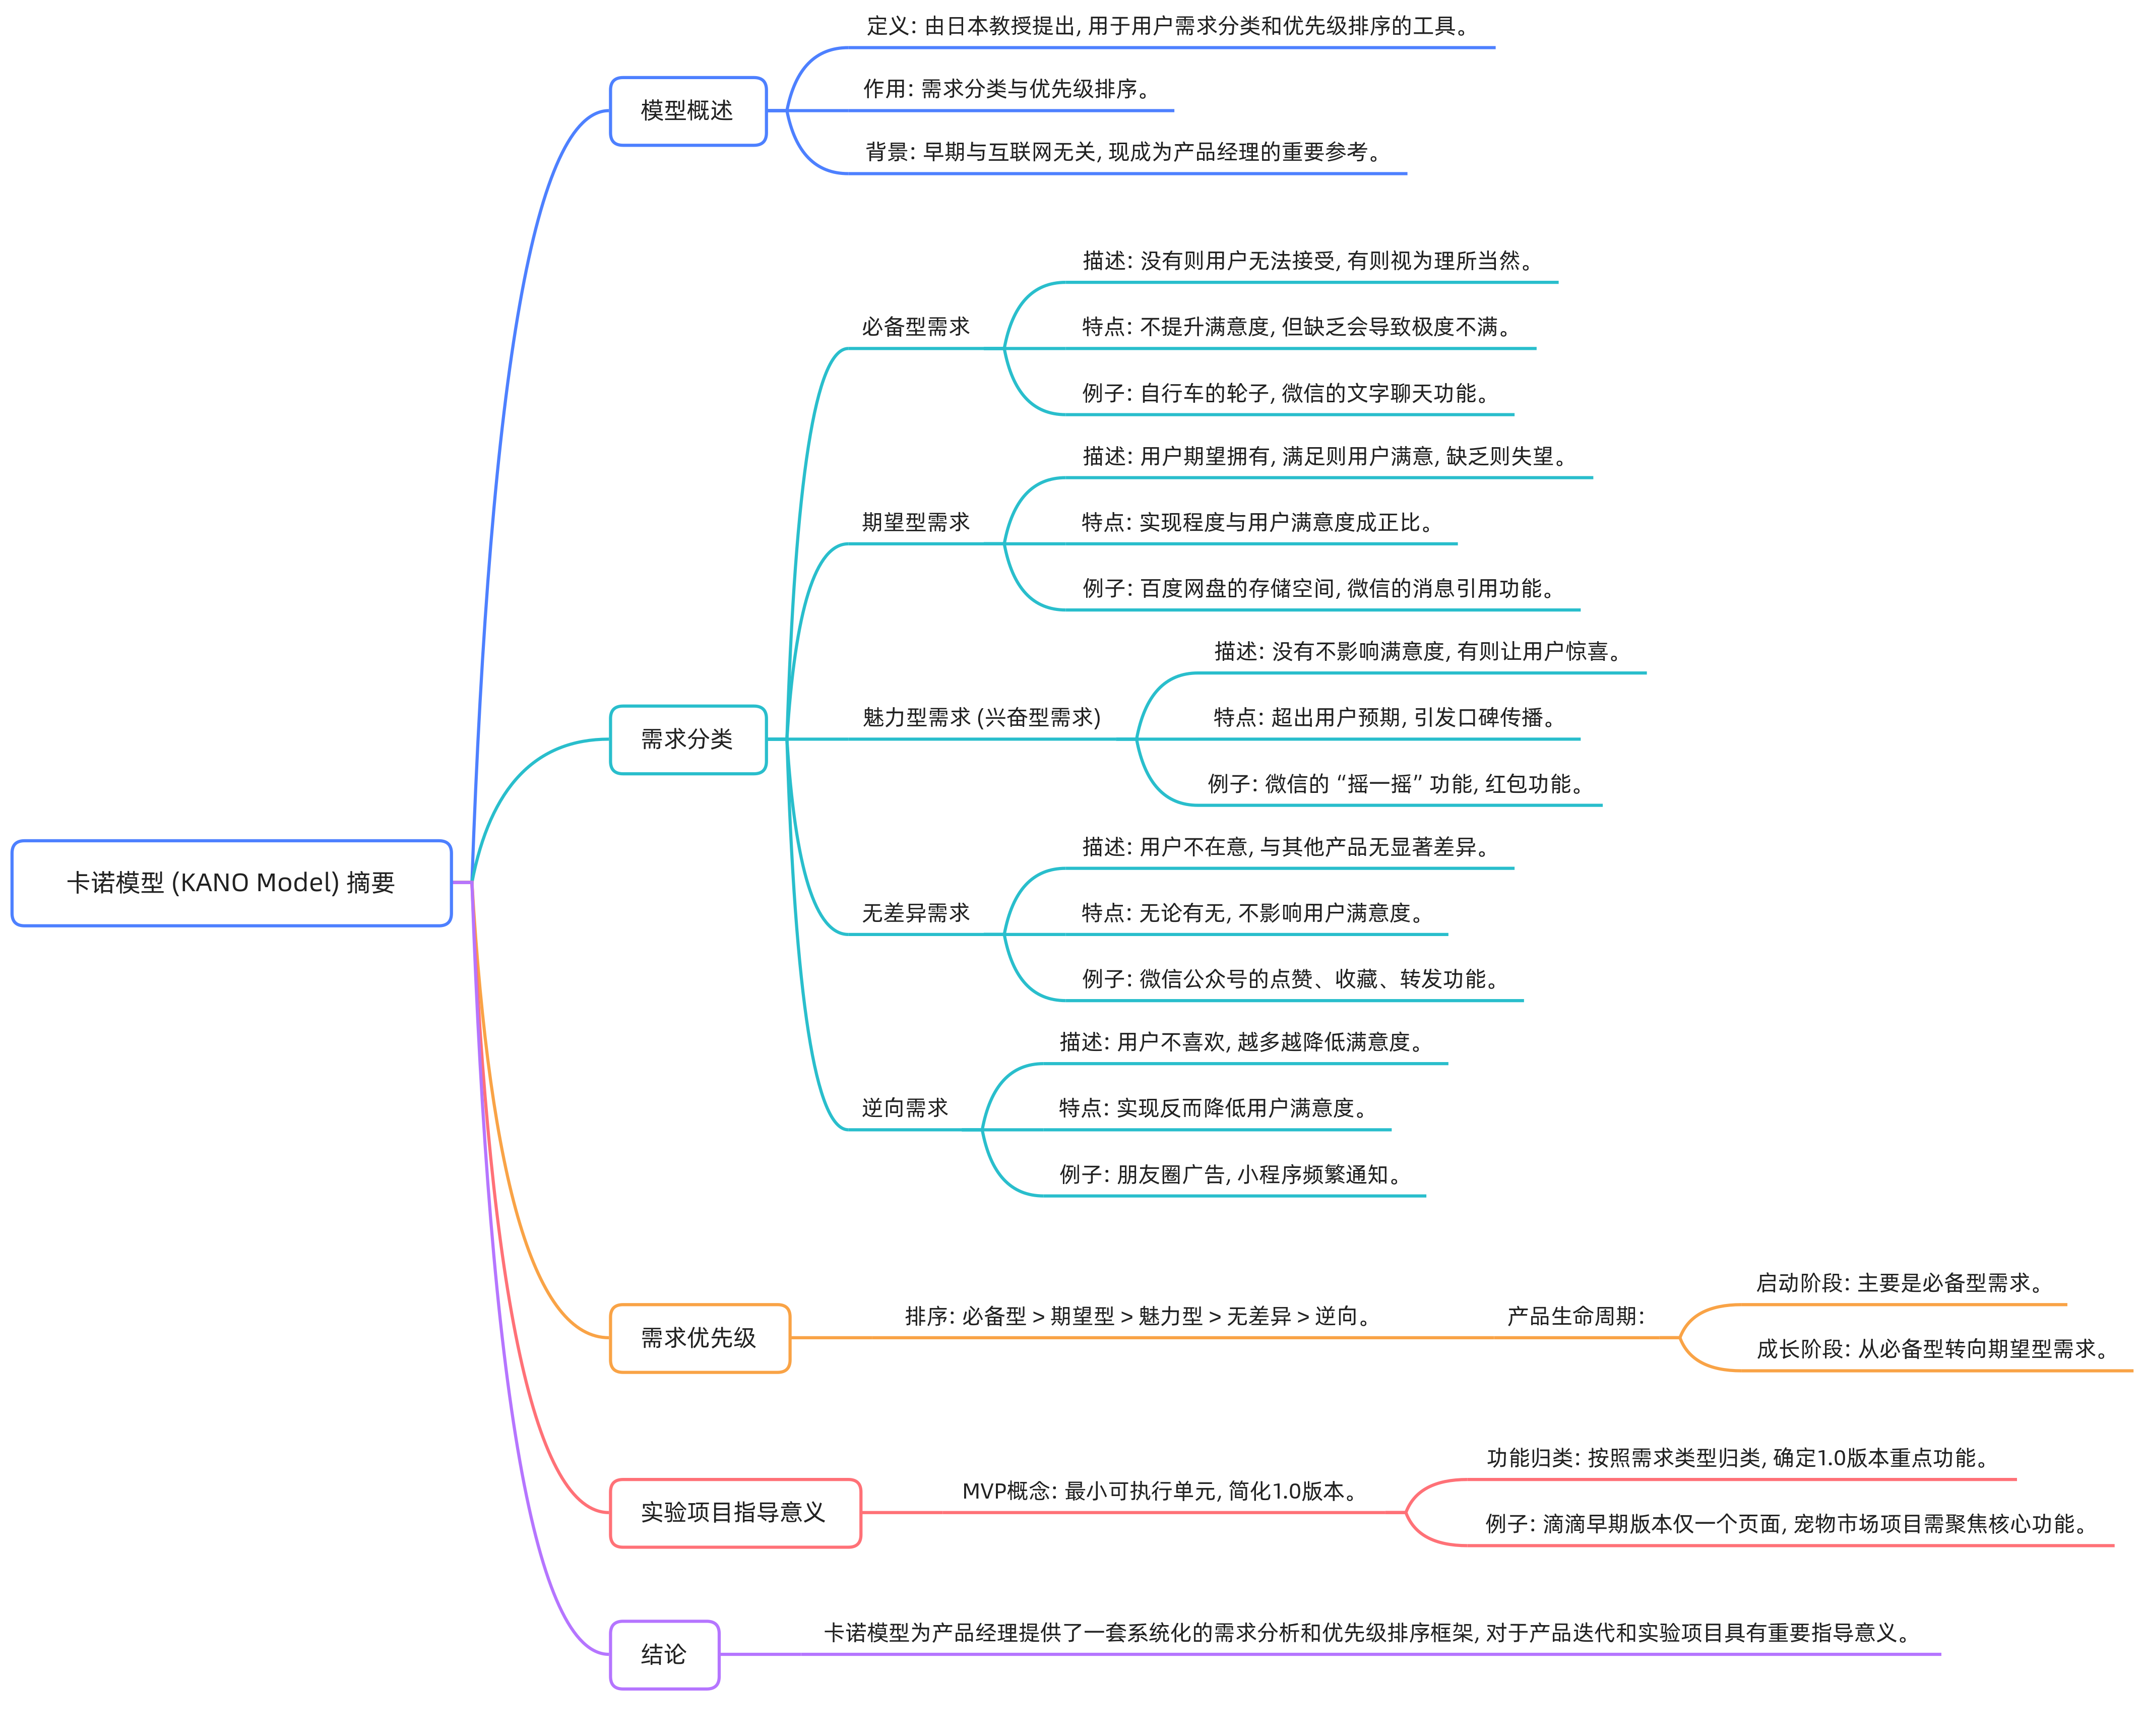 卡诺模型 (KANO Model) 摘要
模型概述
定义: 由日本教授提出, 用于用户需求分类和优先级排序的工具。
作用: 需求分类与优先级排序。
背景: 早期与互联网无关, 现成为产品经理的重要参考。
需求分类
必备型需求
描述: 没有则用户无法接受, 有则视为理所当然。
特点: 不提升满意度, 但缺乏会导致极度不满。
例子: 自行车的轮子, 微信的文字聊天功能。
期望型需求
描述: 用户期望拥有, 满足则用户满意, 缺乏则失望。
特点: 实现程度与用户满意度成正比。
例子: 百度网盘的存储空间, 微信的消息引用功能。
魅力型需求 (兴奋型需求)
描述: 没有不影响满意度, 有则让用户惊喜。
特点: 超出用户预期, 引发口碑传播。
例子: 微信的 “摇一摇” 功能, 红包功能。
无差异需求
描述: 用户不在意, 与其他产品无显著差异。
特点: 无论有无, 不影响用户满意度。
例子: 微信公众号的点赞、收藏、转发功能。
逆向需求
描述: 用户不喜欢, 越多越降低满意度。
特点: 实现反而降低用户满意度。
例子: 朋友圈广告, 小程序频繁通知。
需求优先级
排序: 必备型 > 期望型 > 魅力型 > 无差异 > 逆向。
产品生命周期:
启动阶段: 主要是必备型需求。
成长阶段: 从必备型转向期望型需求。
实验项目指导意义
MVP概念: 最小可执行单元, 简化1.0版本。
功能归类: 按照需求类型归类, 确定1.0版本重点功能。
例子: 滴滴早期版本仅一个页面, 宠物市场项目需聚焦核心功能。
结论
卡诺模型为产品经理提供了一套系统化的需求分析和优先级排序框架, 对于产品迭代和实验项目具有重要指导意义。